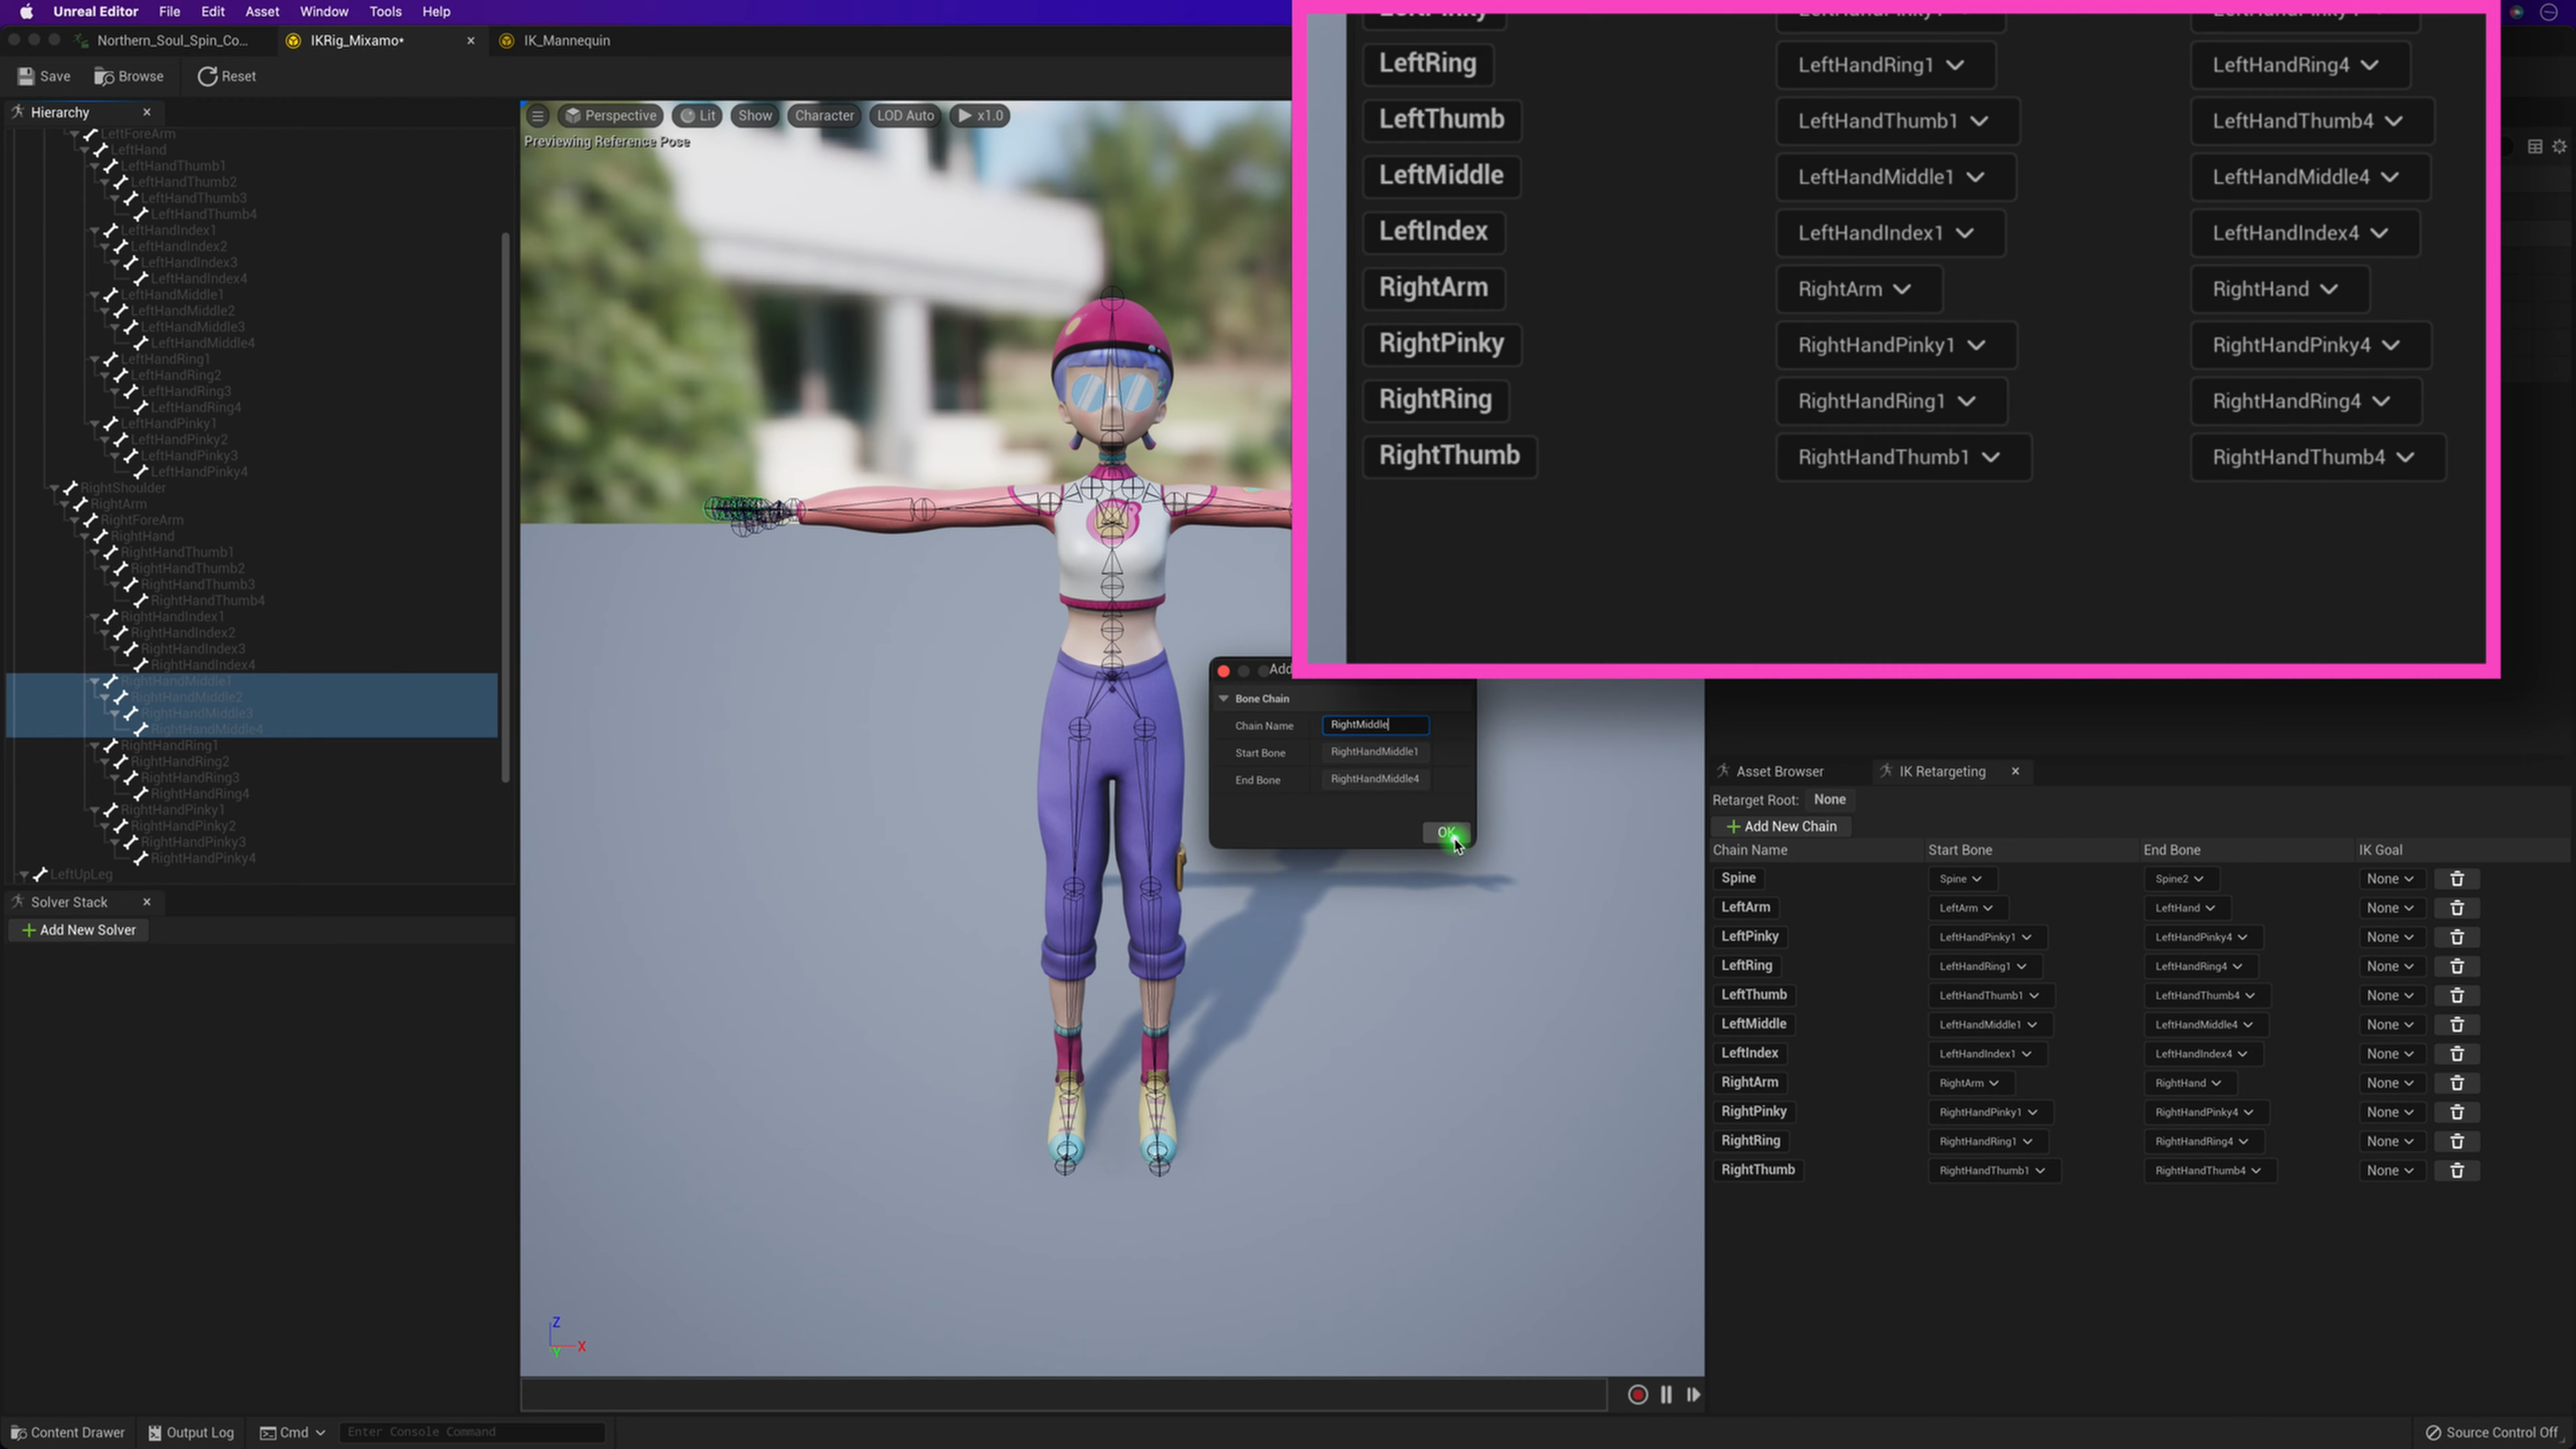 Unreal Editor File Edit Asset Window Tools Help
Northern_Soul_Spin_Co...
IKRig_Mixamo*
IK_Mannequin
Save
Browse
Reset
Hierarchy
LeftForeArm
LeftHand
LeftHandThumb1
LeftHandThumb2
LeftHandThumb3
LeftHandThumb4
LeftHandIndex1
LeftHandIndex2
LeftHandIndex3
LeftHandIndex4
LeftHandMiddle1
LeftHandMiddle2
LeftHandMiddle3
LeftHandMiddle4
LeftHandRing1
LeftHandRing2
LeftHandRing3
LeftHandRing4
LeftHandPinky1
LeftHandPinky2
LeftHandPinky3
LeftHandPinky4
RightShoulder
RightArm
RightForeArm
RightHand
RightHandThumb1
RightHandThumb2
RightHandThumb3
RightHandThumb4
RightHandIndex1
RightHandIndex2
RightHandIndex3
RightHandIndex4
RightHandMiddle1
RightHandMiddle2
RightHandMiddle3
RightHandMiddle4
RightHandRing1
RightHandRing2
RightHandRing3
RightHandRing4
RightHandPinky1
RightHandPinky2
RightHandPinky3
RightHandPinky4
LeftUpLeg
Solver Stack
Add New Solver
Perspective Lit Show Character LOD Auto x1.0
Previewing Reference Pose
LeftRing LeftHandRing1 LeftHandRing4
LeftThumb LeftHandThumb1 LeftHandThumb4
LeftMiddle LeftHandMiddle1 LeftHandMiddle4
LeftIndex LeftHandIndex1 LeftHandIndex4
RightArm RightArm RightHand
RightPinky RightHandPinky1 RightHandPinky4
RightRing RightHandRing1 RightHandRing4
RightThumb RightHandThumb1 RightHandThumb4
Add
Bone Chain
Chain Name RightMiddle
Start Bone RightHandMiddle1
End Bone RightHandMiddle4
OK
Z
X
Y
Asset Browser
IK Retargeting
Retarget Root: None
Add New Chain
Chain Name Start Bone End Bone IK Goal
Spine Spine Spine2 None
LeftArm LeftArm LeftHand None
LeftPinky LeftHandPinky1 LeftHandPinky4 None
LeftRing LeftHandRing1 LeftHandRing4 None
LeftThumb LeftHandThumb1 LeftHandThumb4 None
LeftMiddle LeftHandMiddle1 LeftHandMiddle4 None
LeftIndex LeftHandIndex1 LeftHandIndex4 None
RightArm RightArm RightHand None
RightPinky RightHandPinky1 RightHandPinky4 None
RightRing RightHandRing1 RightHandRing4 None
RightThumb RightHandThumb1 RightHandThumb4 None
Content Drawer
Output Log
Cmd
Enter Console Command
Source Control Off